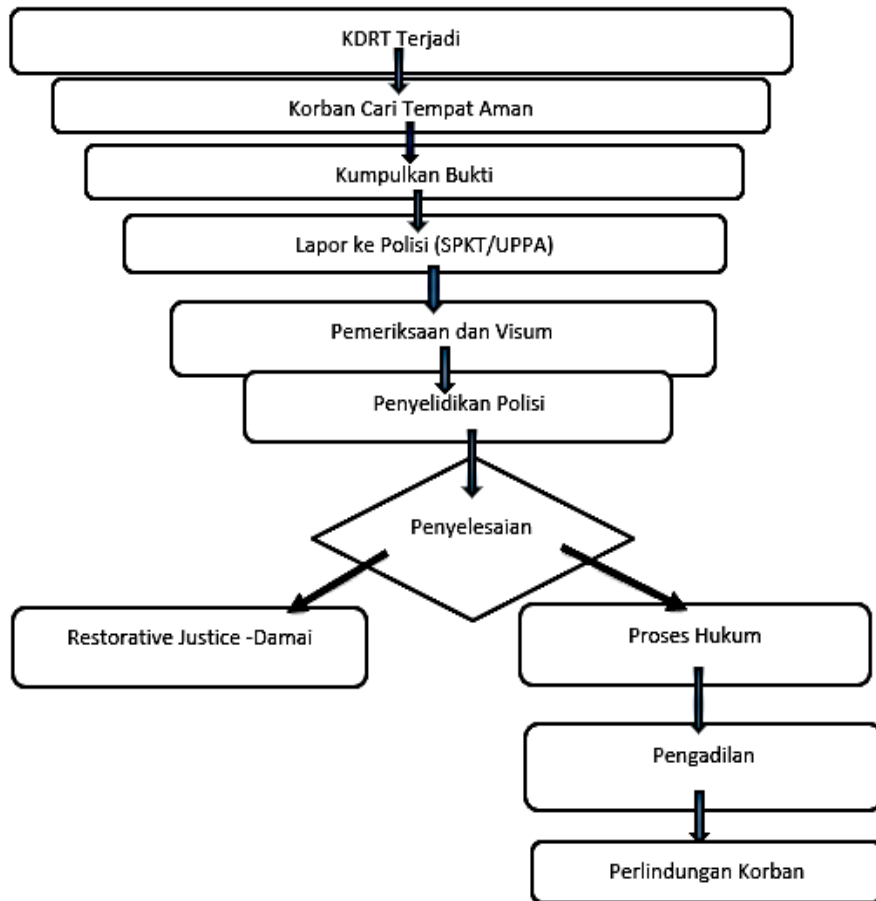 KDRT Terjadi
Korban Cari Tempat Aman
Kumpulkan Bukti
Lapor ke Polisi (SPKT/UPPA)
Pemeriksaan dan Visum
Penyelidikan Polisi
Penyelesaian
Restorative Justice -Damai
Proses Hukum
Pengadilan
Perlindungan Korban